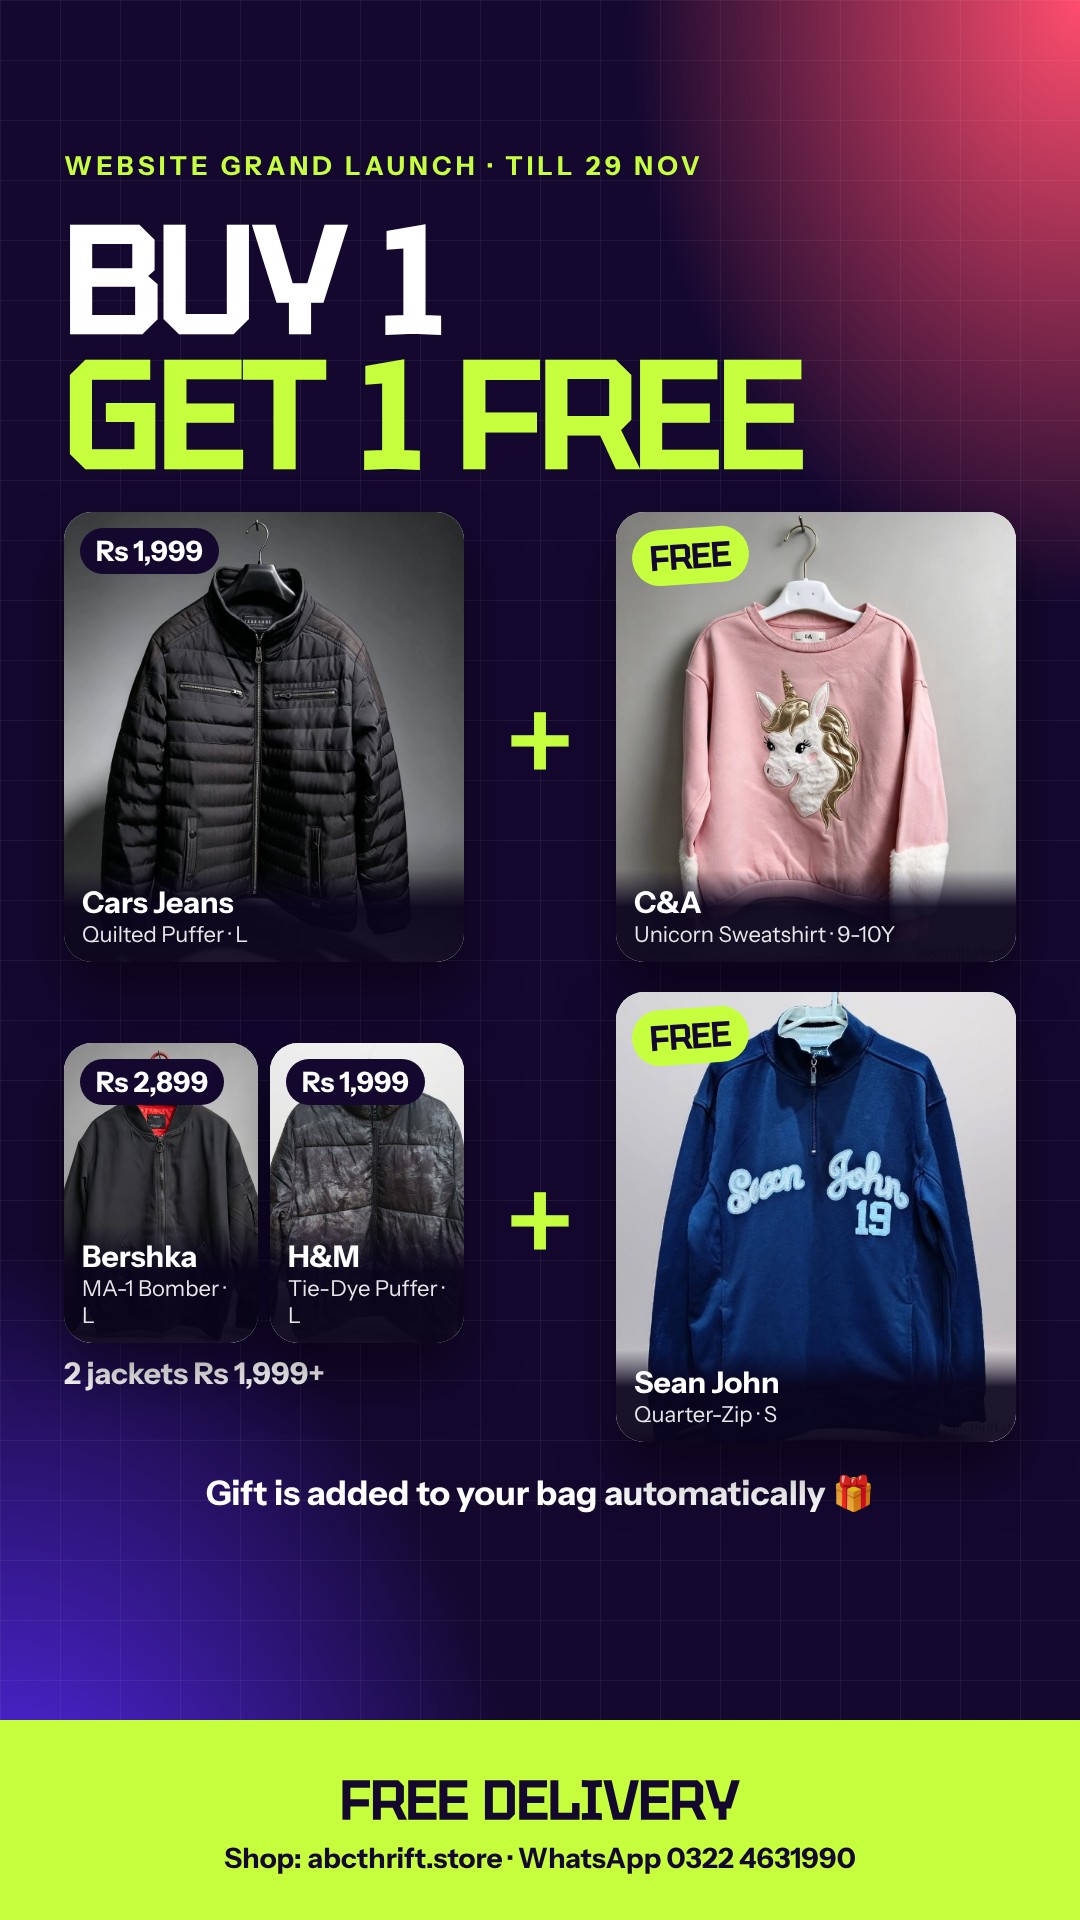 WEBSITE GRAND LAUNCH · TILL 29 NOV
BUY 1
GET 1 FREE
Rs 1,999
Cars Jeans
Quilted Puffer · L
+
FREE
C&A
Unicorn Sweatshirt · 9-10Y
Rs 2,899
Bershka
MA-1 Bomber ·
L
Rs 1,999
H&M
Tie-Dye Puffer ·
L
2 jackets Rs 1,999+
+
FREE
Sean John
19
Sean John
Quarter-Zip · S
Gift is added to your bag automatically 🎁
FREE DELIVERY
Shop: abcthrift.store · WhatsApp 0322 4631990